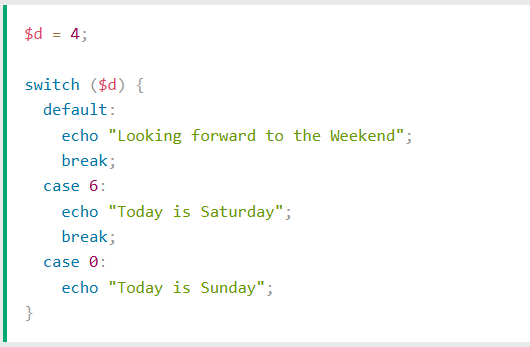 $d = 4;
switch ($d) {
default:
echo "Looking forward to the Weekend";
break;
case 6:
echo "Today is Saturday";
break;
case 0:
echo "Today is Sunday";
}